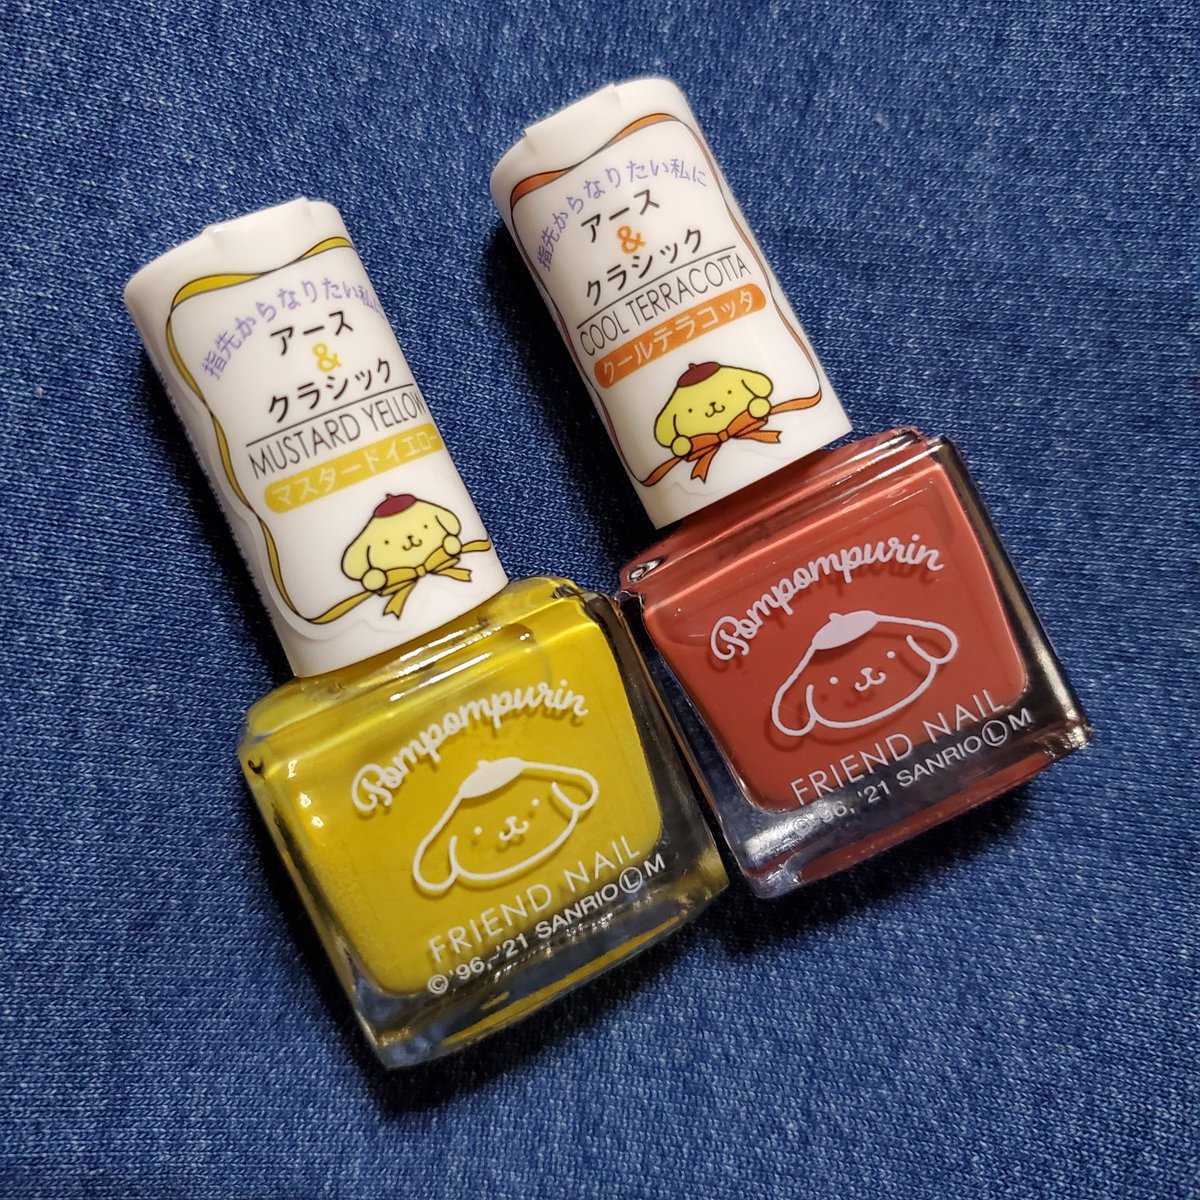 指先からなりたい私に
アース
&
クラシック
MUSTARD YELLOW
マスタードイエロー
Pompompurin
FRIEND NAIL
©'96, '21 SANRIO Ⓛ M
指先からなりたい私に
アース
&
クラシック
COOL TERRACOTTA
クールテラコッタ
Pompompurin
FRIEND NAIL
©'96, '21 SANRIO Ⓛ M